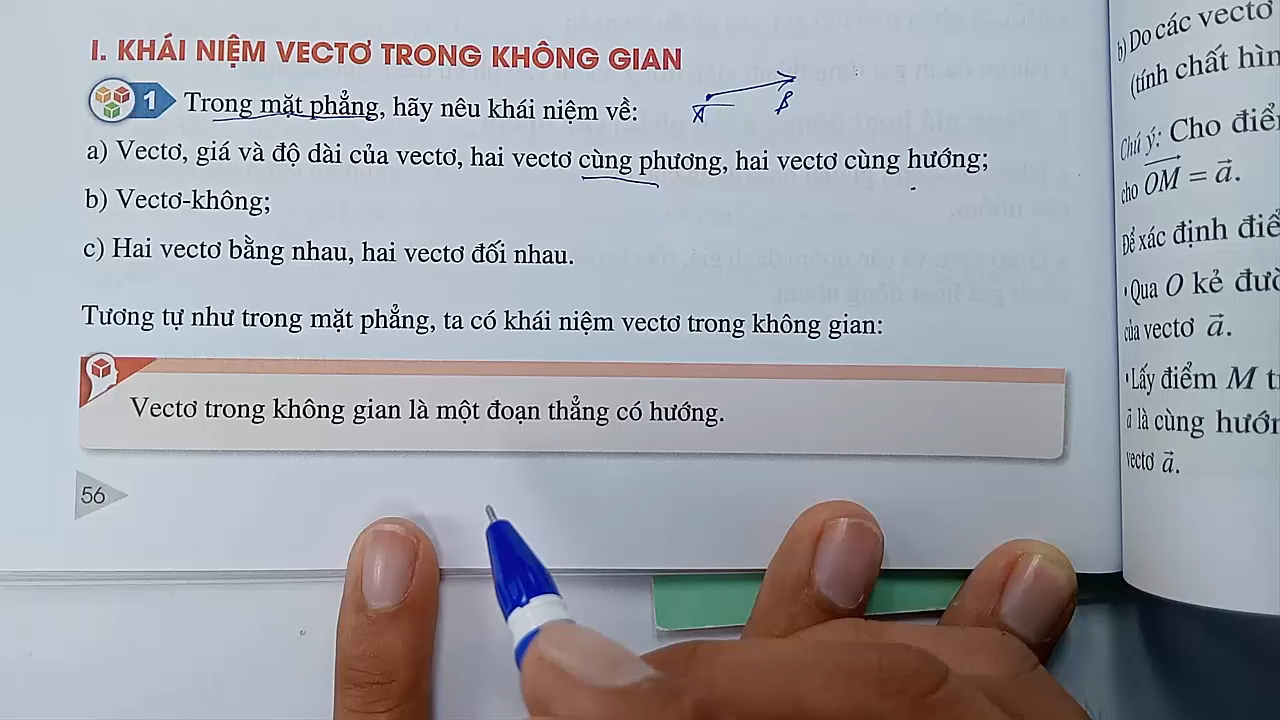 I. KHÁI NIỆM VECTƠ TRONG KHÔNG GIAN
1 Trong mặt phẳng, hãy nêu khái niệm về:
A B
a) Vectơ, giá và độ dài của vectơ, hai vectơ cùng phương, hai vectơ cùng hướng;
b) Vectơ-không;
c) Hai vectơ bằng nhau, hai vectơ đối nhau.
Tương tự như trong mặt phẳng, ta có khái niệm vectơ trong không gian:
Vectơ trong không gian là một đoạn thẳng có hướng.
56
b) Do các vectơ
(tính chất hìn
Chú ý: Cho điể
cho OM = a.
Để xác định điể
• Qua O kẻ đườ
của vectơ a.
• Lấy điểm M t
a là cùng hướn
vectơ a.